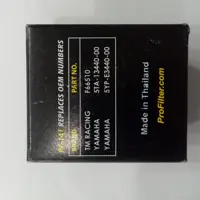 REPLACES OEM NUMBERS
BRAND PART NO.
TM RACING F66510
YAMAHA 5TA-13440-00
YAMAHA 5YP-E3440-00
Made in Thailand
ProFilter.com